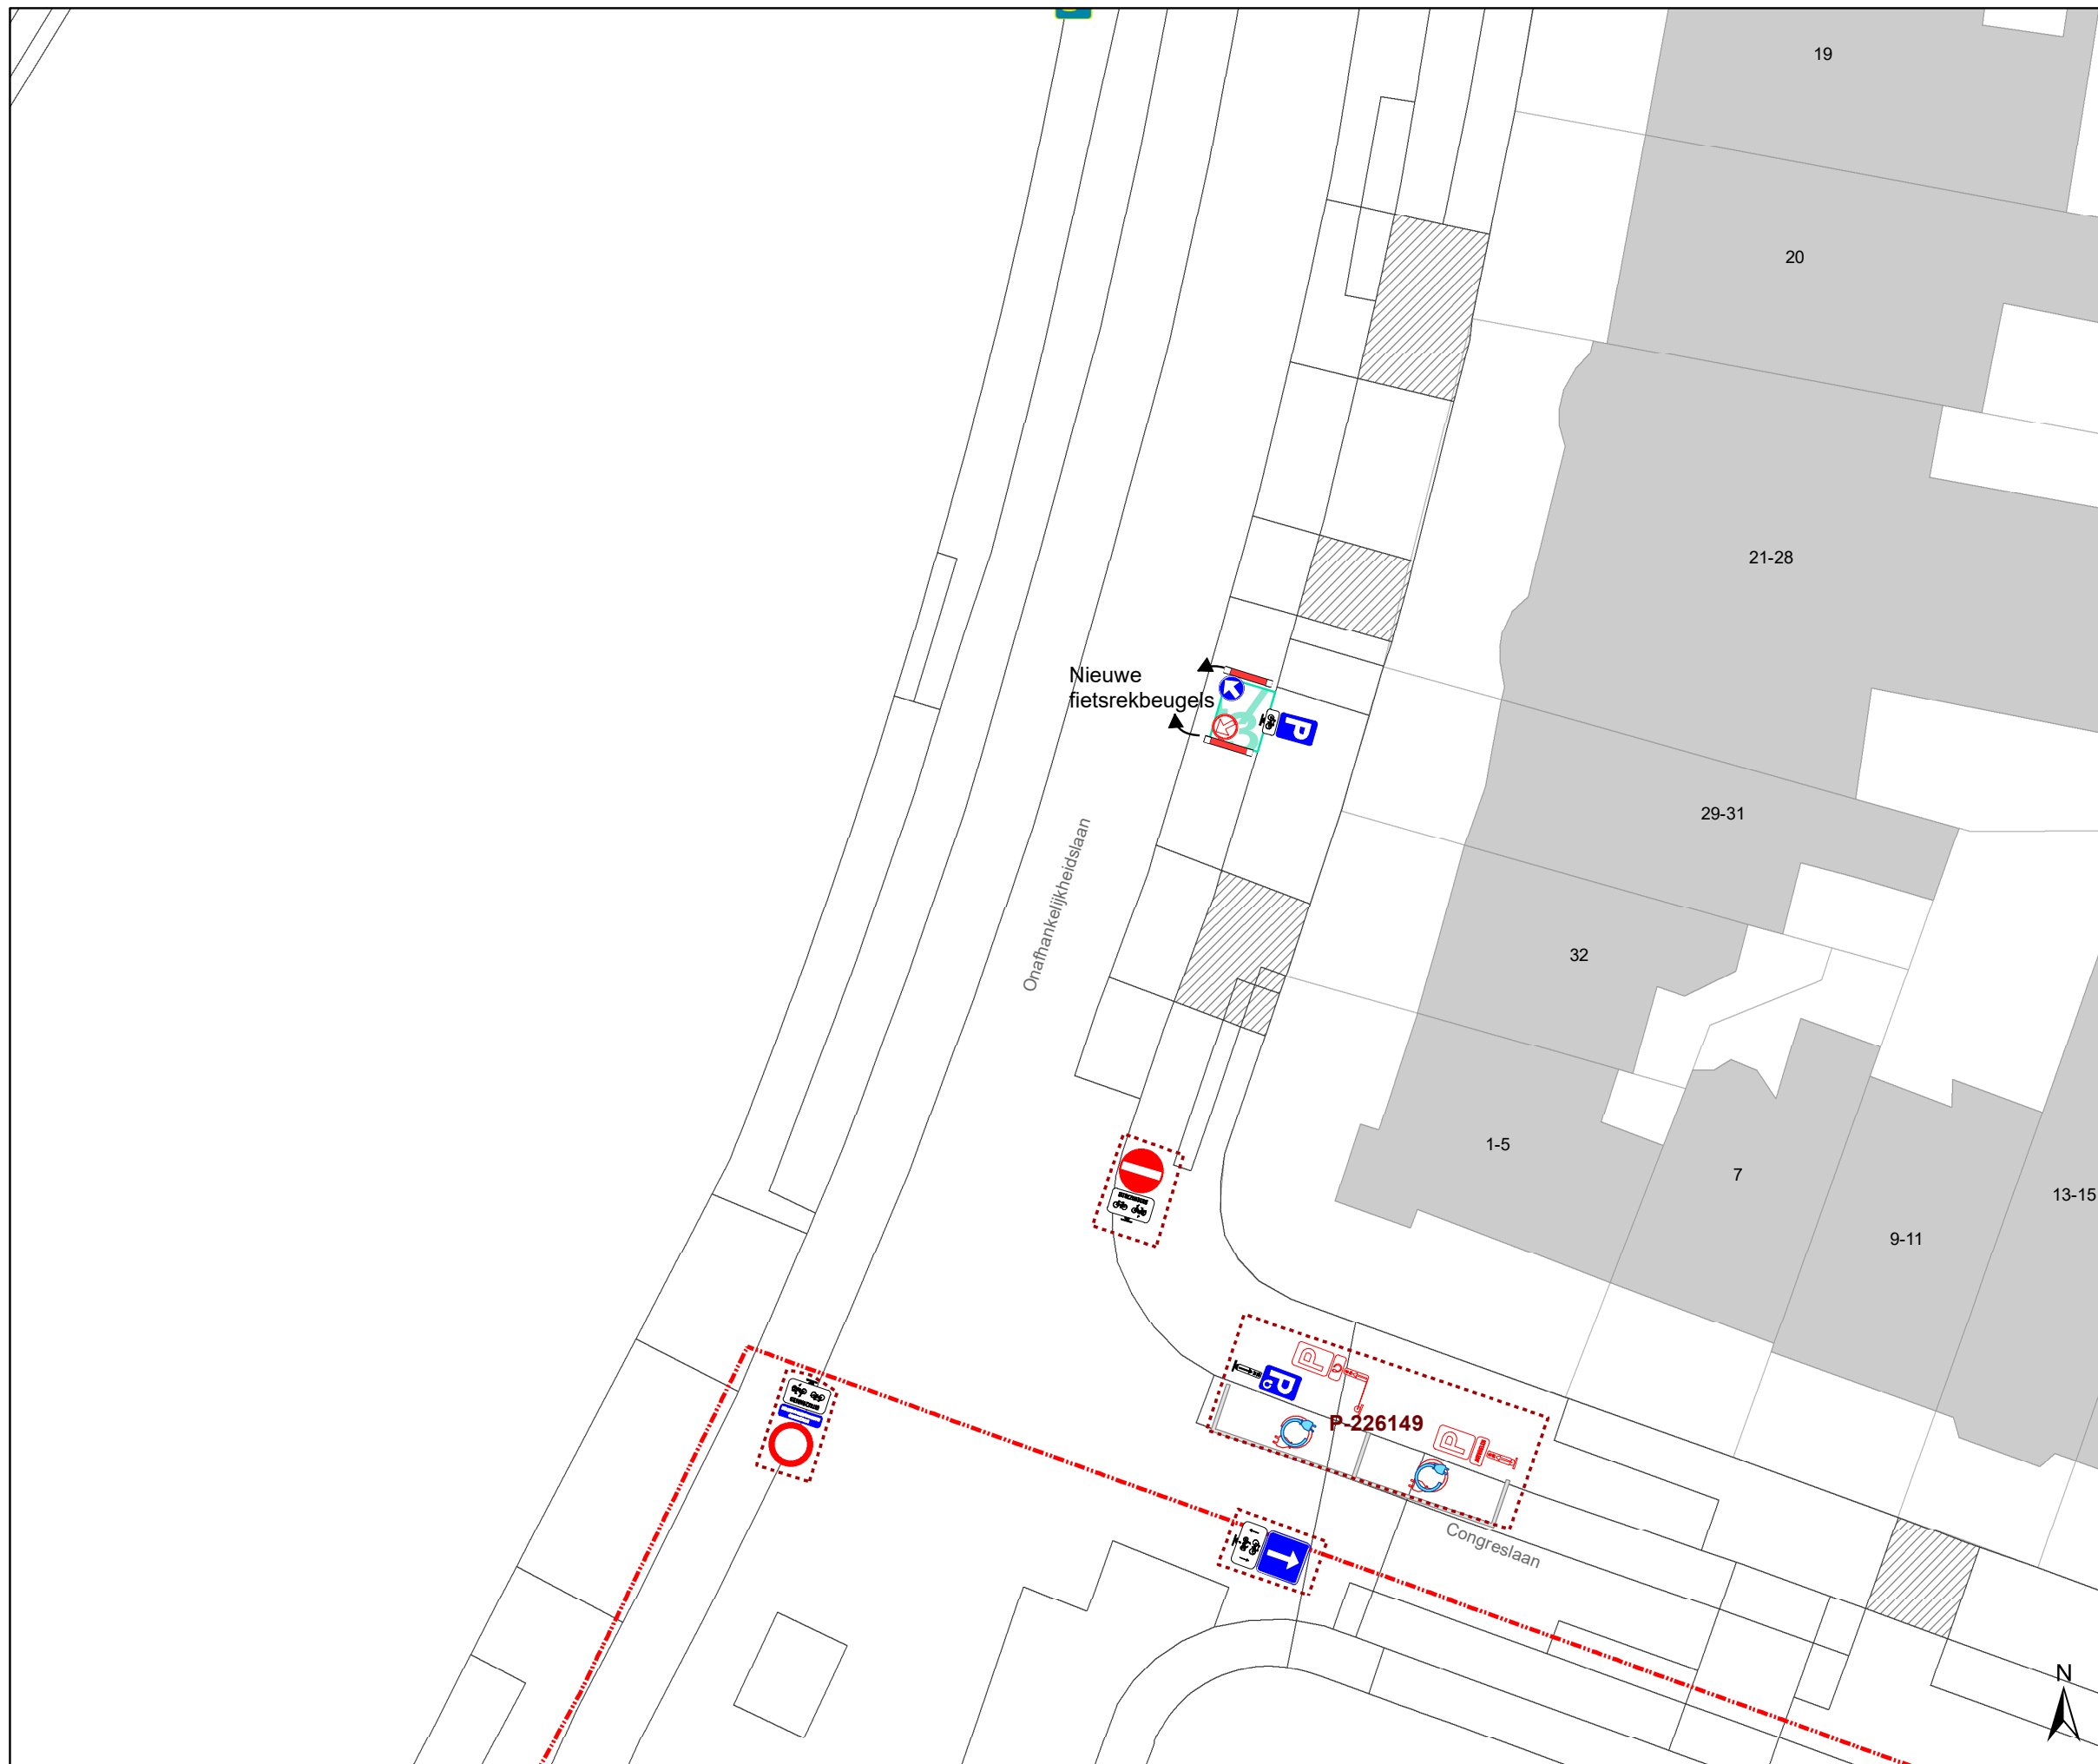 19
20
21-28
Nieuwe
fietsrekbeugels
P
29-31
Onafhankelijkheidslaan
32
1-5
7
13-15
9-11
P
P
P-226149
P
Congreslaan
N